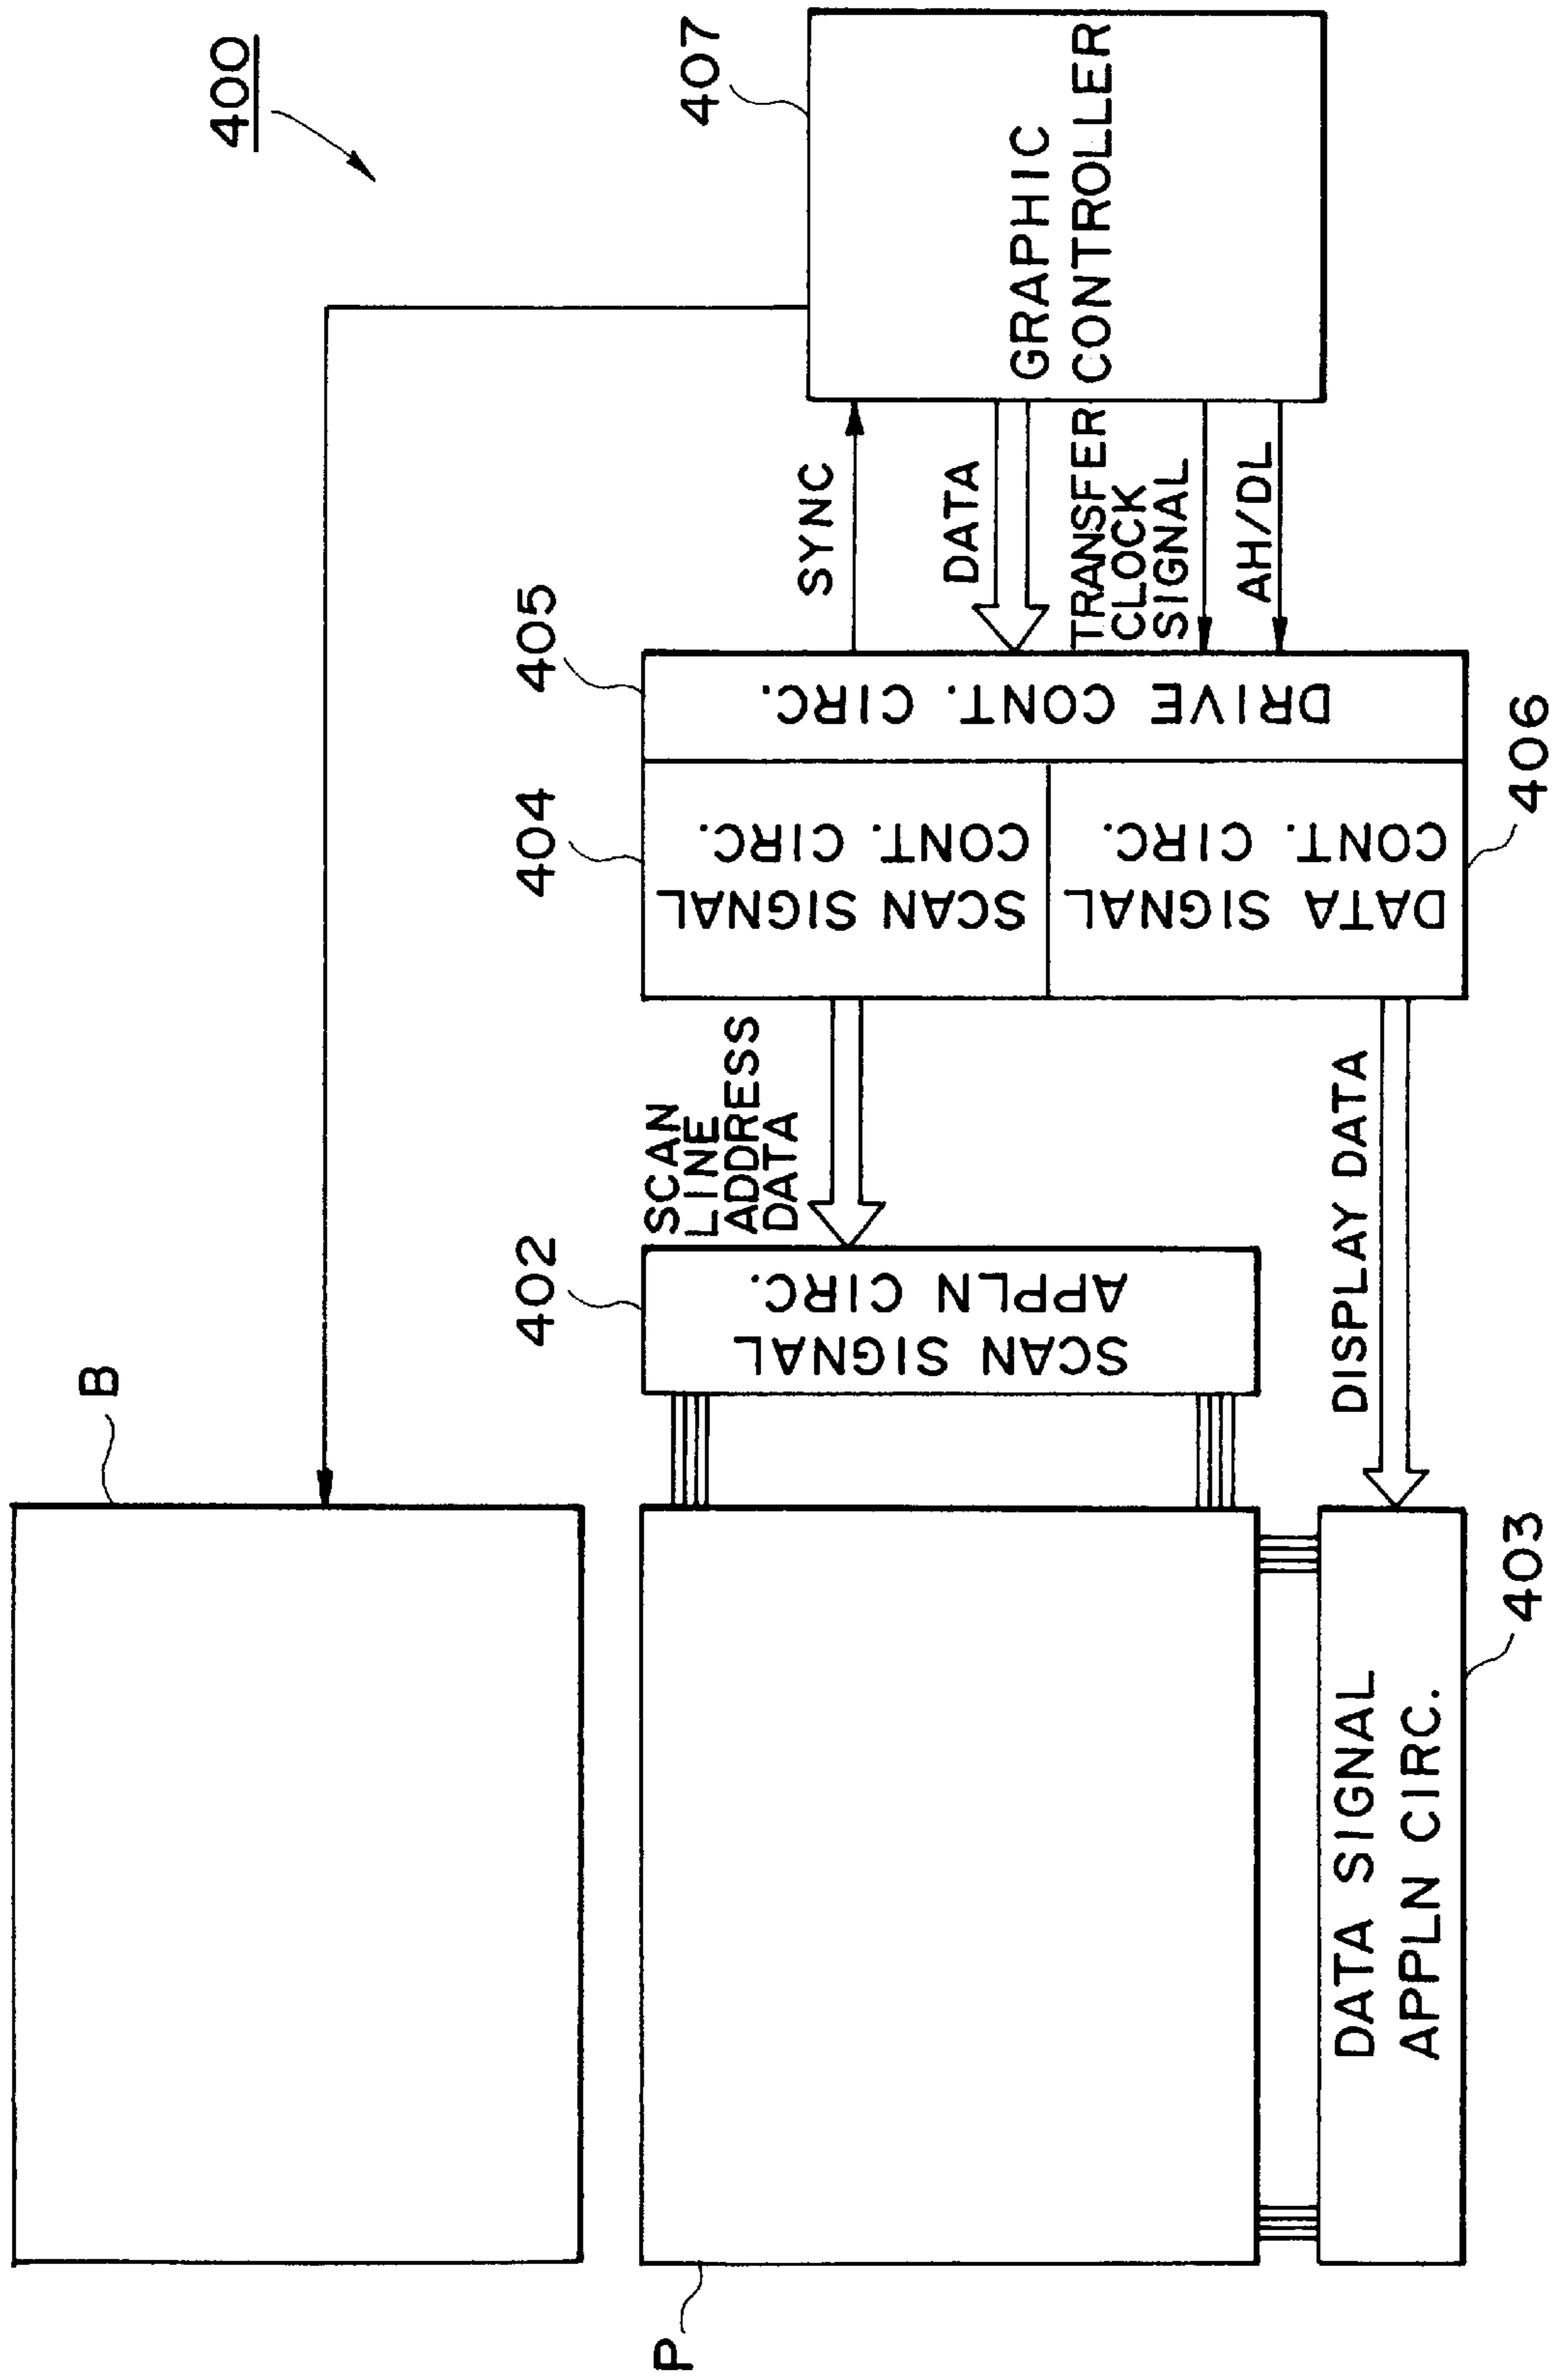 400
B
P
407
GRAPHIC
CONTROLLER
SYNC
DATA
TRANSFER
CLOCK
SIGNAL
AH/DL
405
DRIVE CONT. CIRC.
404
SCAN SIGNAL
CONT. CIRC.
DATA SIGNAL
CONT. CIRC.
406
SCAN
LINE
ADDRESS
DATA
402
SCAN SIGNAL
APPLN CIRC.
DISPLAY DATA
DATA SIGNAL
APPLN CIRC.
403